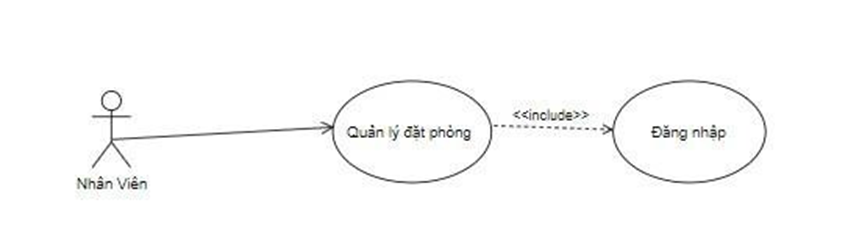 <<include>>
Quản lý đặt phòng
Đăng nhập
Nhân Viên